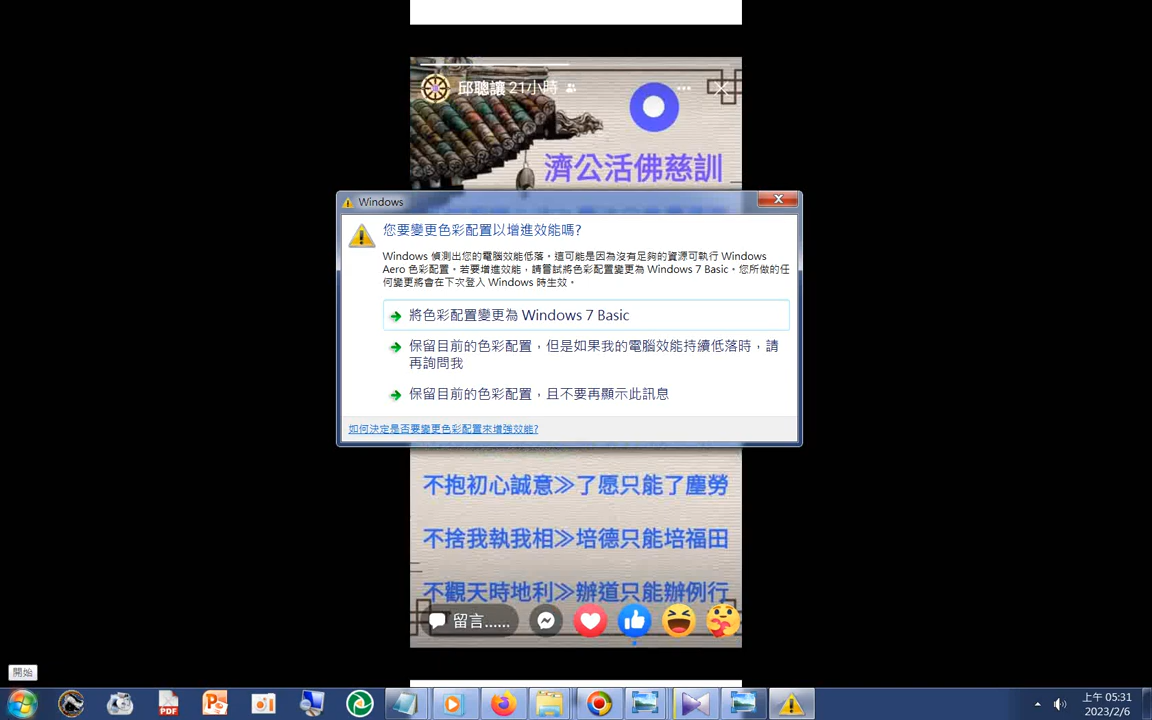 邱聰讓 21小時
濟公活佛慈訓
Windows
您要變更色彩配置以增進效能嗎?
Windows 偵測出您的電腦效能低落。這可能是因為沒有足夠的資源可執行 Windows
Aero 色彩配置。若要增進效能，請嘗試將色彩配置變更為 Windows 7 Basic。您所做的任
何變更將會在下次登入 Windows 時生效。
將色彩配置變更為 Windows 7 Basic
保留目前的色彩配置，但是如果我的電腦效能持續低落時，請
再詢問我
保留目前的色彩配置，且不要再顯示此訊息
如何決定是否要變更色彩配置來增強效能?
不抱初心誠意≫了愿只能了塵勞
不捨我執我相≫培德只能培福田
不觀天時地利≫辦道只能辦例行
留言......
開始
PDF
上午 05:31
2023/2/6